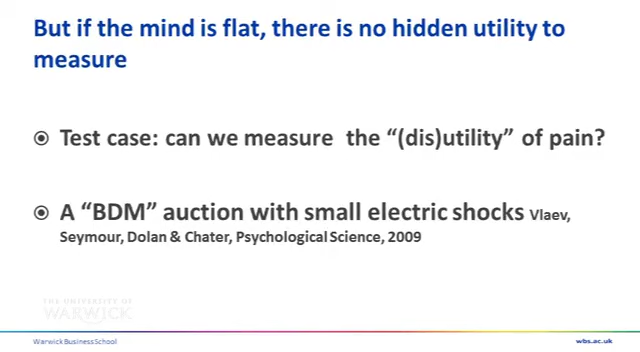 But if the mind is flat, there is no hidden utility to
measure
Test case: can we measure the “(dis)utility” of pain?
A “BDM” auction with small electric shocks Vlaev,
Seymour, Dolan & Chater, Psychological Science, 2009
THE UNIVERSITY OF
WARWICK
Warwick Business School
wbs.ac.uk